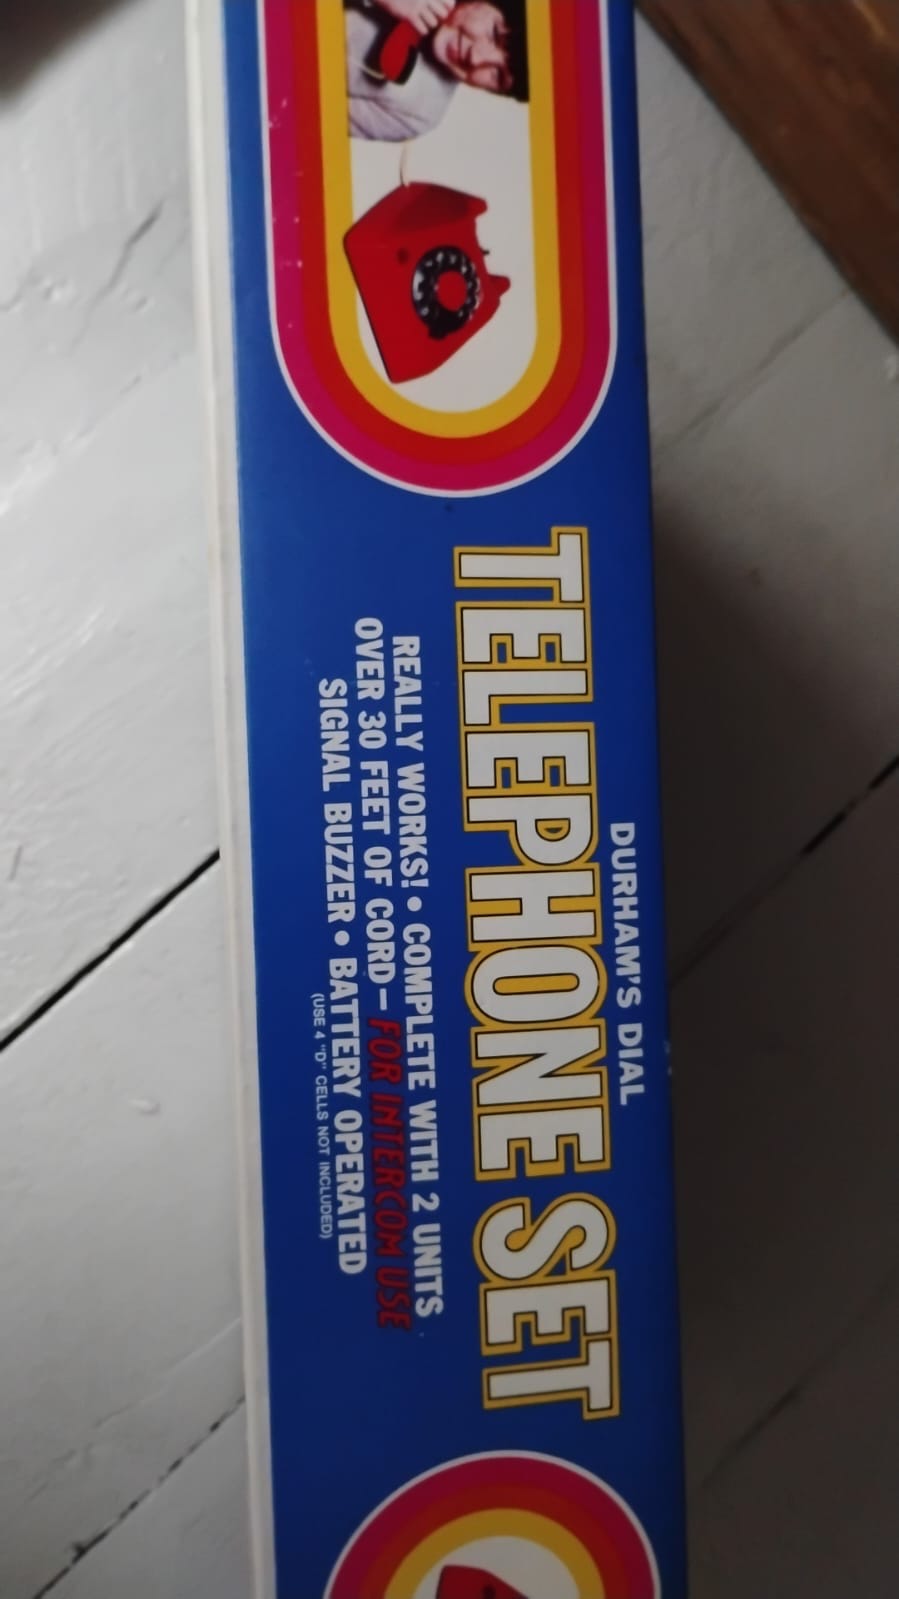 DURHAM'S DIAL
TELEPHONE SET
REALLY WORKS! • COMPLETE WITH 2 UNITS
OVER 30 FEET OF CORD– FOR INTERCOM USE
SIGNAL BUZZER • BATTERY OPERATED
(USE 4 "D" CELLS NOT INCLUDED)